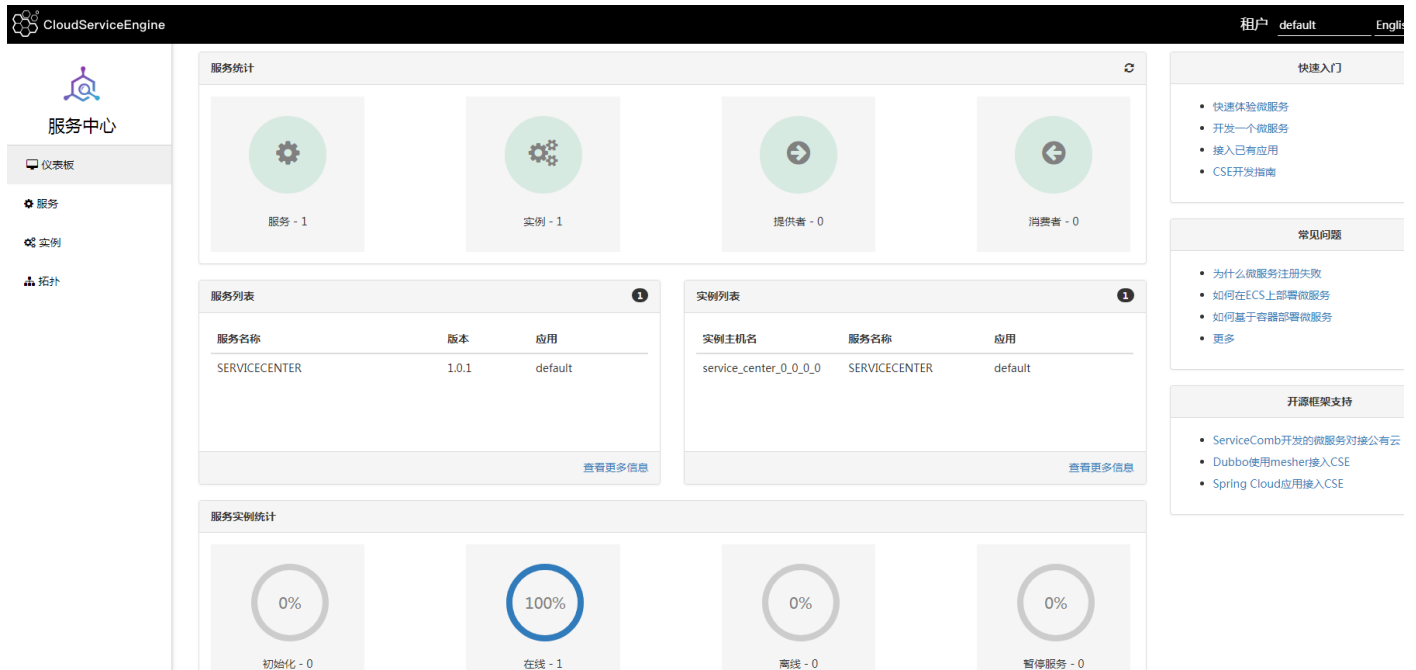 CloudServiceEngine
租户 default
服务中心
仪表板
服务
实例
拓扑
服务统计
服务 - 1
实例 - 1
提供者 - 0
消费者 - 0
服务列表 1
服务名称 版本 应用
SERVICECENTER 1.0.1 default
查看更多信息
实例列表 1
实例主机名 服务名称 应用
service_center_0_0_0_0 SERVICECENTER default
查看更多信息
服务实例统计
0%
初始化 - 0
100%
在线 - 1
0%
离线 - 0
0%
暂停服务 - 0
快速入门
快速体验微服务
开发一个微服务
接入已有应用
CSE开发指南
常见问题
为什么微服务注册失败
如何在ECS上部署微服务
如何基于容器部署微服务
更多
开源框架支持
ServiceComb开发的微服务对接公有云
Dubbo使用mesher接入CSE
Spring Cloud应用接入CSE